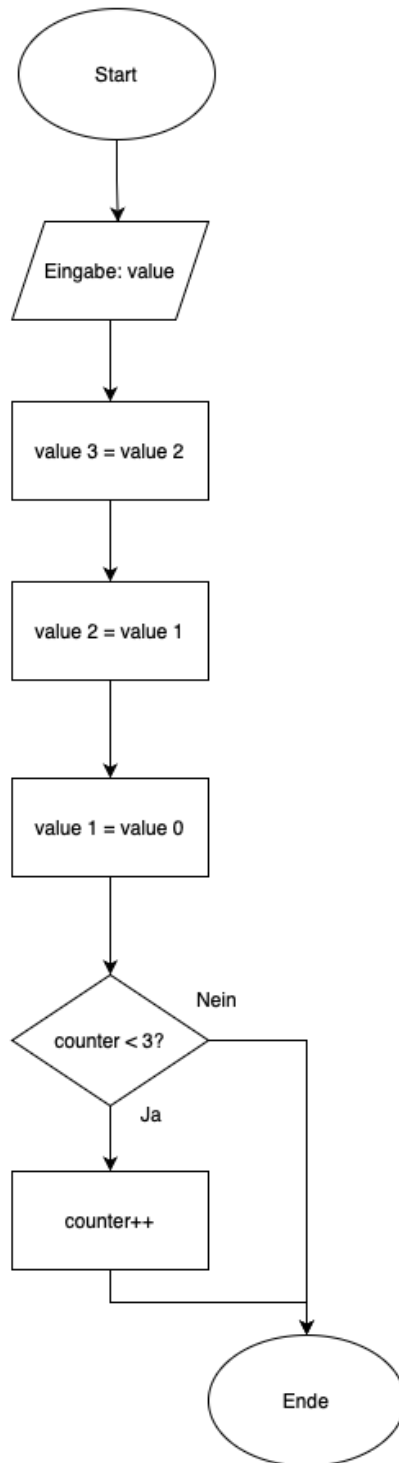 Start
Eingabe: value
value 3 = value 2
value 2 = value 1
value 1 = value 0
Nein
counter < 3?
Ja
counter++
Ende